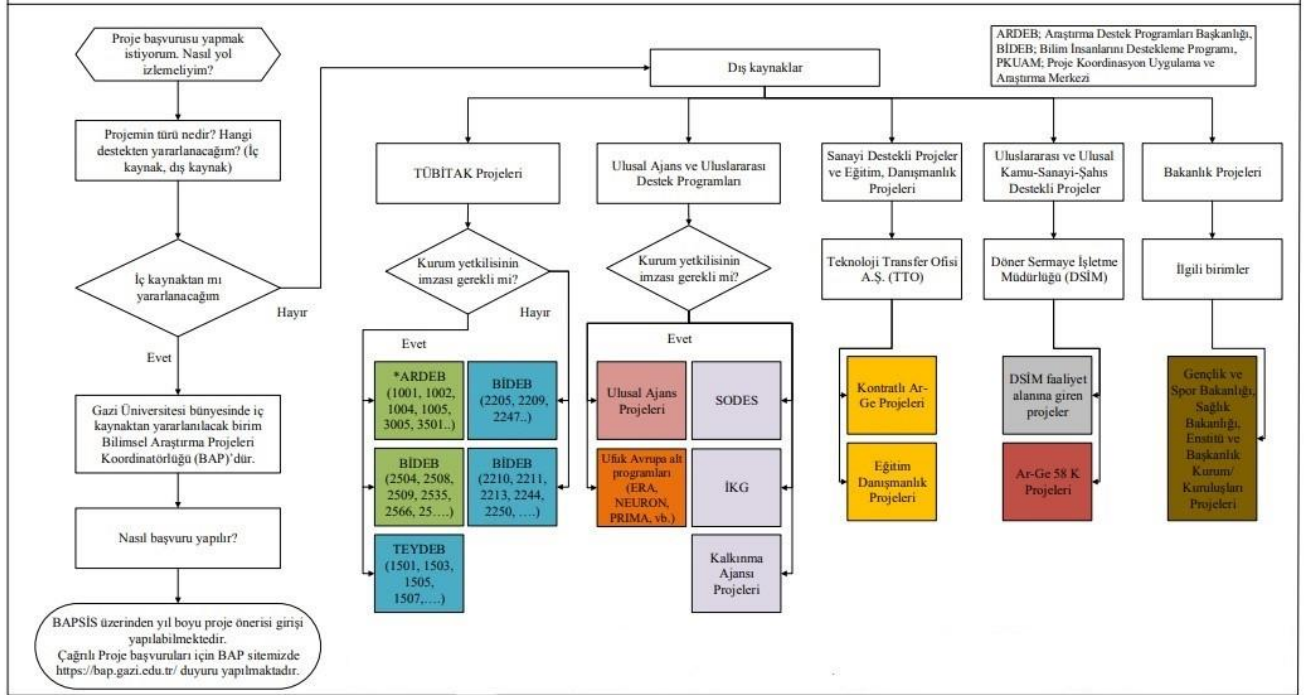 Proje başvurusu yapmak
istiyorum. Nasıl yol
izlemeliyim?
Projemin türü nedir? Hangi
destekten yararlanacağım? (İç
kaynak, dış kaynak)
İç kaynaktan mı
yararlanacağım
Hayır
Evet
Gazi Üniversitesi bünyesinde iç
kaynaktan yararlanılacak birim
Bilimsel Araştırma Projeleri
Koordinatörlüğü (BAP)’dür.
Nasıl başvuru yapılır?
BAPSİS üzerinden yıl boyu proje önerisi girişi
yapılabilmektedir.
Çağrılı Proje başvuruları için BAP sitemizde
https://bap.gazi.edu.tr/ duyuru yapılmaktadır.
Dış kaynaklar
ARDEB; Araştırma Destek Programları Başkanlığı,
BİDEB; Bilim İnsanlarını Destekleme Programı,
PKUAM; Proje Koordinasyon Uygulama ve
Araştırma Merkezi
TÜBİTAK Projeleri
Kurum yetkilisinin
imzası gerekli mi?
Evet
Hayır
*ARDEB
(1001, 1002,
1004, 1005,
3005, 3501..)
BİDEB
(2205, 2209,
2247..)
BİDEB
(2504, 2508,
2509, 2535,
2566, 25….)
BİDEB
(2210, 2211,
2213, 2244,
2250, ….)
TEYDEB
(1501, 1503,
1505,
1507,….)
Ulusal Ajans ve Uluslararası
Destek Programları
Kurum yetkilisinin
imzası gerekli mi?
Evet
Ulusal Ajans
Projeleri
SODES
Ufuk Avrupa alt
programları
(ERA,
NEURON,
PRIMA, vb.)
İKG
Kalkınma
Ajansı
Projeleri
Sanayi Destekli Projeler
ve Eğitim, Danışmanlık
Projeleri
Teknoloji Transfer Ofisi
A.Ş. (TTO)
Kontratlı Ar-
Ge Projeleri
Eğitim
Danışmanlık
Projeleri
Uluslararası ve Ulusal
Kamu-Sanayi-Şahıs
Destekli Projeler
Döner Sermaye İşletme
Müdürlüğü (DSİM)
DSİM faaliyet
alanına giren
projeler
Ar-Ge 58 K
Projeleri
Bakanlık Projeleri
İlgili birimler
Gençlik ve
Spor Bakanlığı,
Sağlık
Bakanlığı,
Enstitü ve
Başkanlık
Kurum/
Kuruluşları
Projeleri